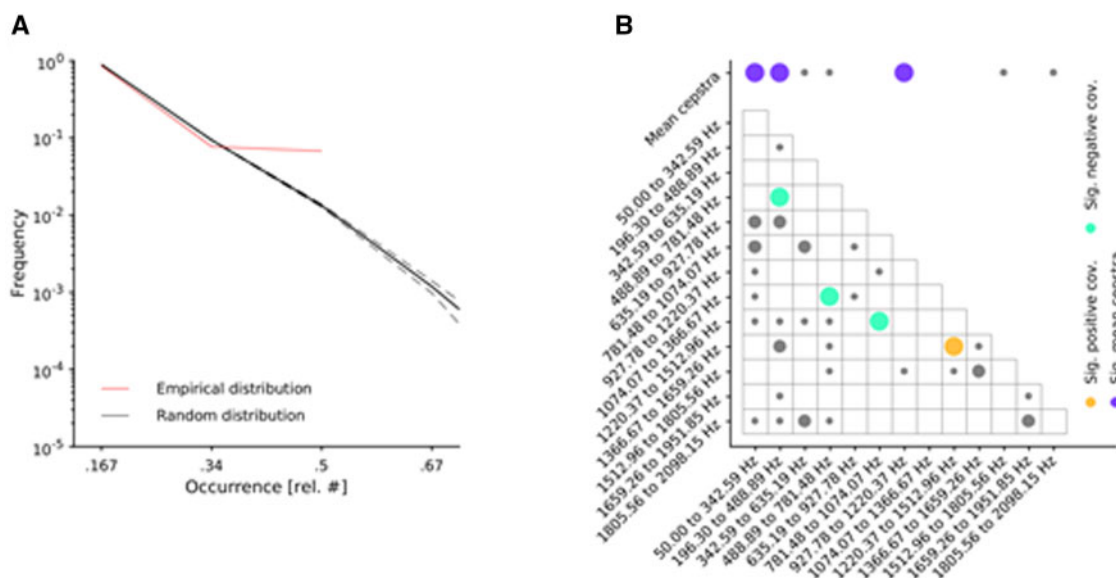 A
10^0
10^-1
10^-2
10^-3
10^-4
10^-5
Frequency
Empirical distribution
Random distribution
.167
.34
.5
.67
Occurrence [rel. #]
B
Mean cepstra
50.00 to 342.59 Hz
196.30 to 488.89 Hz
342.59 to 635.19 Hz
488.89 to 781.48 Hz
635.19 to 927.78 Hz
781.48 to 1074.07 Hz
927.78 to 1220.37 Hz
1074.07 to 1366.67 Hz
1220.37 to 1512.96 Hz
1366.67 to 1659.26 Hz
1512.96 to 1805.56 Hz
1659.26 to 1951.85 Hz
1805.56 to 2098.15 Hz
50.00 to 342.59 Hz
196.30 to 488.89 Hz
342.59 to 635.19 Hz
488.89 to 781.48 Hz
635.19 to 927.78 Hz
781.48 to 1074.07 Hz
927.78 to 1220.37 Hz
1074.07 to 1366.67 Hz
1220.37 to 1512.96 Hz
1366.67 to 1659.26 Hz
1512.96 to 1805.56 Hz
1659.26 to 1951.85 Hz
1805.56 to 2098.15 Hz
Sig. negative cov.
Sig. positive cov.
Sig. mean cepstra